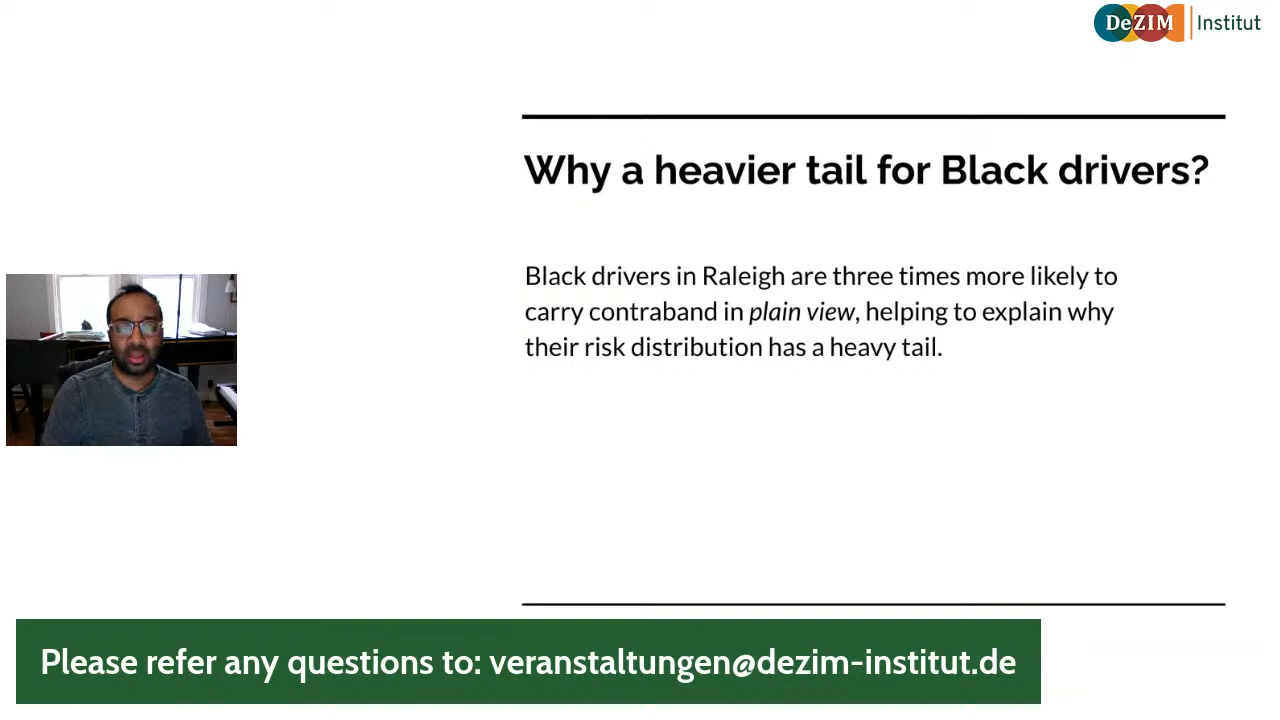 DeZIM Institut
Why a heavier tail for Black drivers?
Black drivers in Raleigh are three times more likely to
carry contraband in plain view, helping to explain why
their risk distribution has a heavy tail.
Please refer any questions to: veranstaltungen@dezim-institut.de